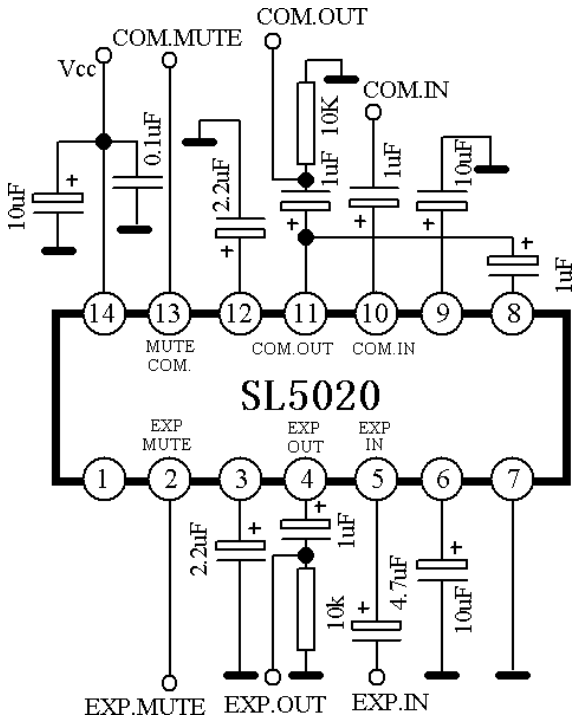 COM.OUT
COM.MUTE
Vcc
COM.IN
10K
0.1uF
1uF
1uF
10uF
2.2uF
10uF
+
+
+
+
+
+
1uF
14
13
12
11
10
9
8
MUTE
COM.
COM.OUT
COM.IN
SL5020
EXP
MUTE
EXP
OUT
EXP
IN
1
2
3
4
5
6
7
+
+
+
+
2.2uF
1uF
4.7uF
10uF
10k
EXP.MUTE
EXP.OUT
EXP.IN